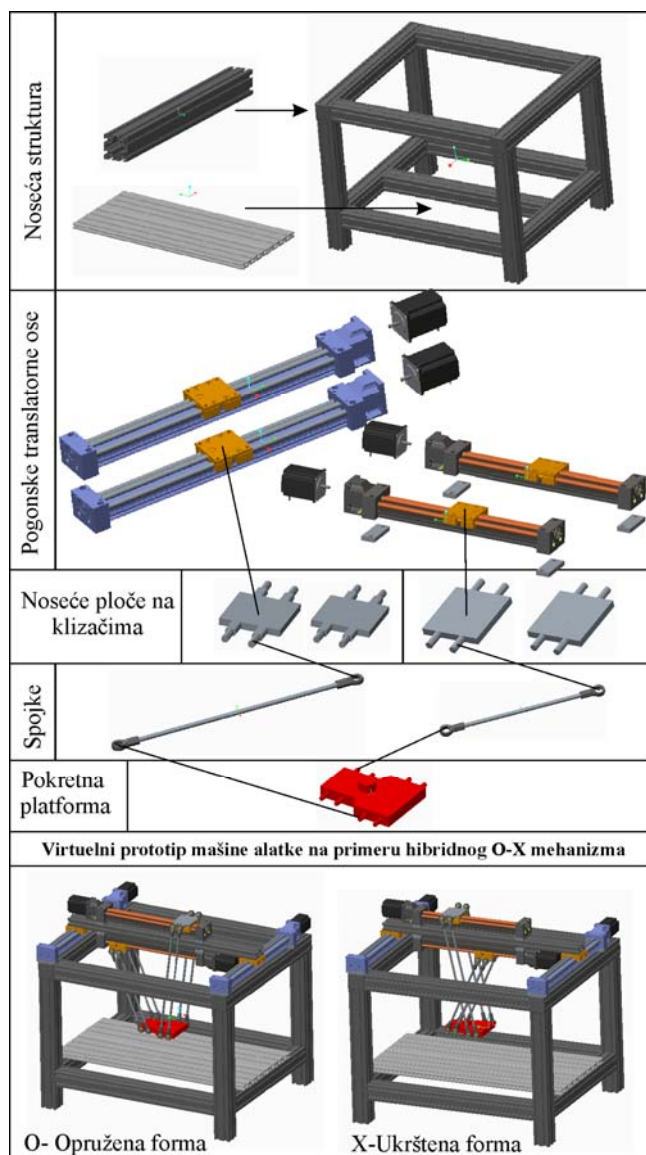 Noseća struktura
Pogonske translatorne ose
Noseće ploče na
klizačima
Spojke
Pokretna
platforma
Virtuelni prototip mašine alatke na primeru hibridnog O-X mehanizma
O- Opružena forma
X-Ukrštena forma